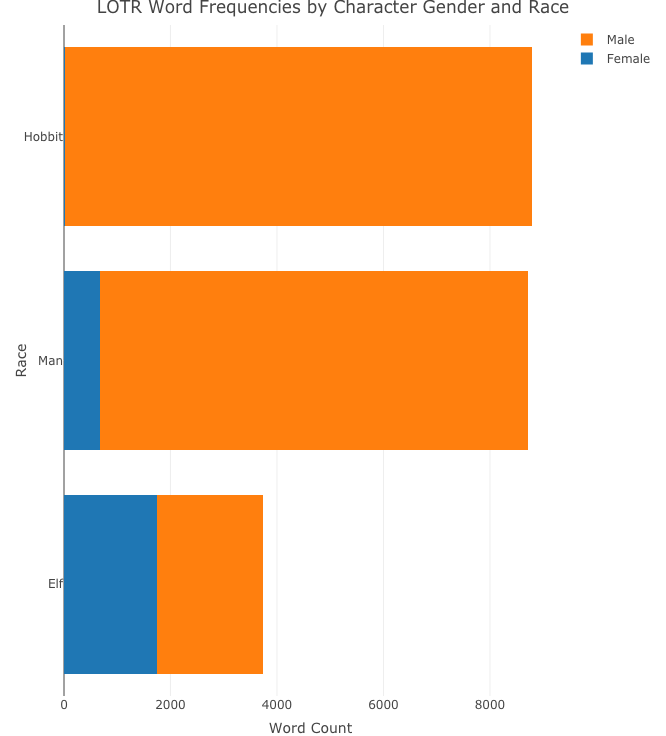 LOTR Word Frequencies by Character Gender and Race
Male
Female
Hobbit
Man
Elf
Race
0 2000 4000 6000 8000
Word Count